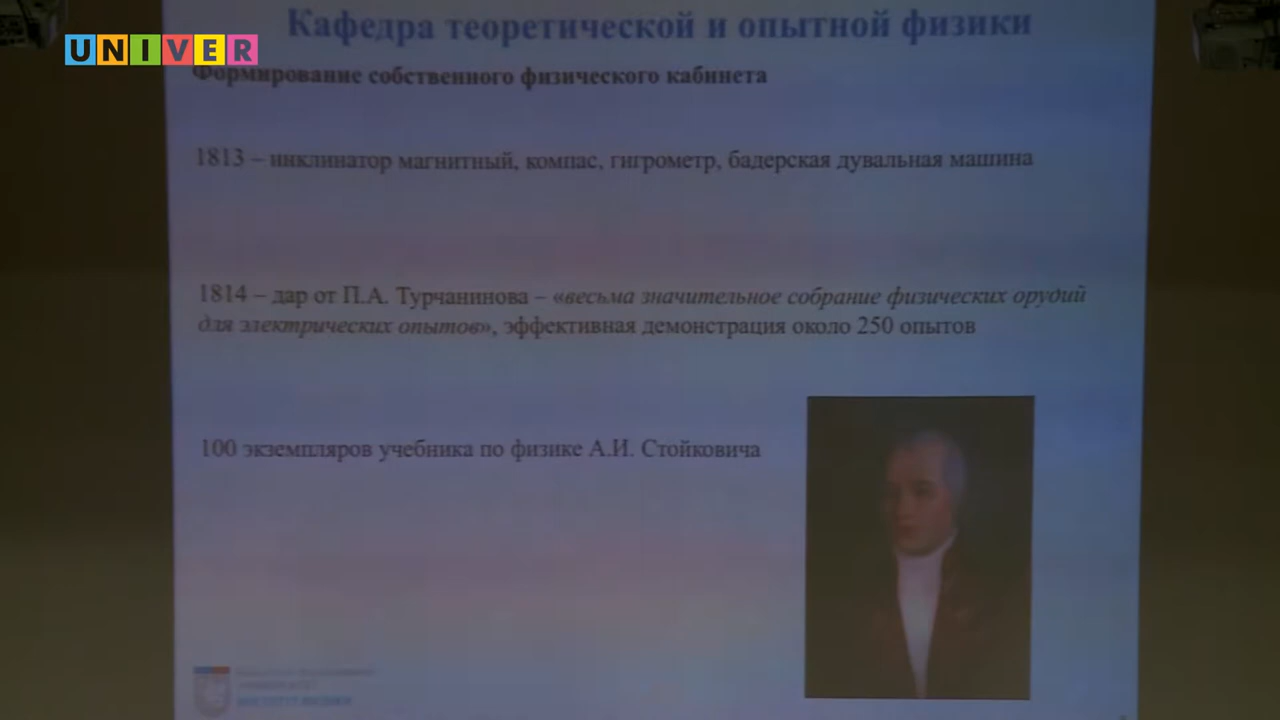 UNIVER
Кафедра теоретической и опытной физики
Формирование собственного физического кабинета
1813 – инклинатор магнитный, компас, гигрометр, бадерская дувальная машина
1814 – дар от П.А. Турчанинова – «весьма значительное собрание физических орудий
для электрических опытов», эффективная демонстрация около 250 опытов
100 экземпляров учебника по физике А.И. Стойковича
ИНСТИТУТ ФИЗИКИ